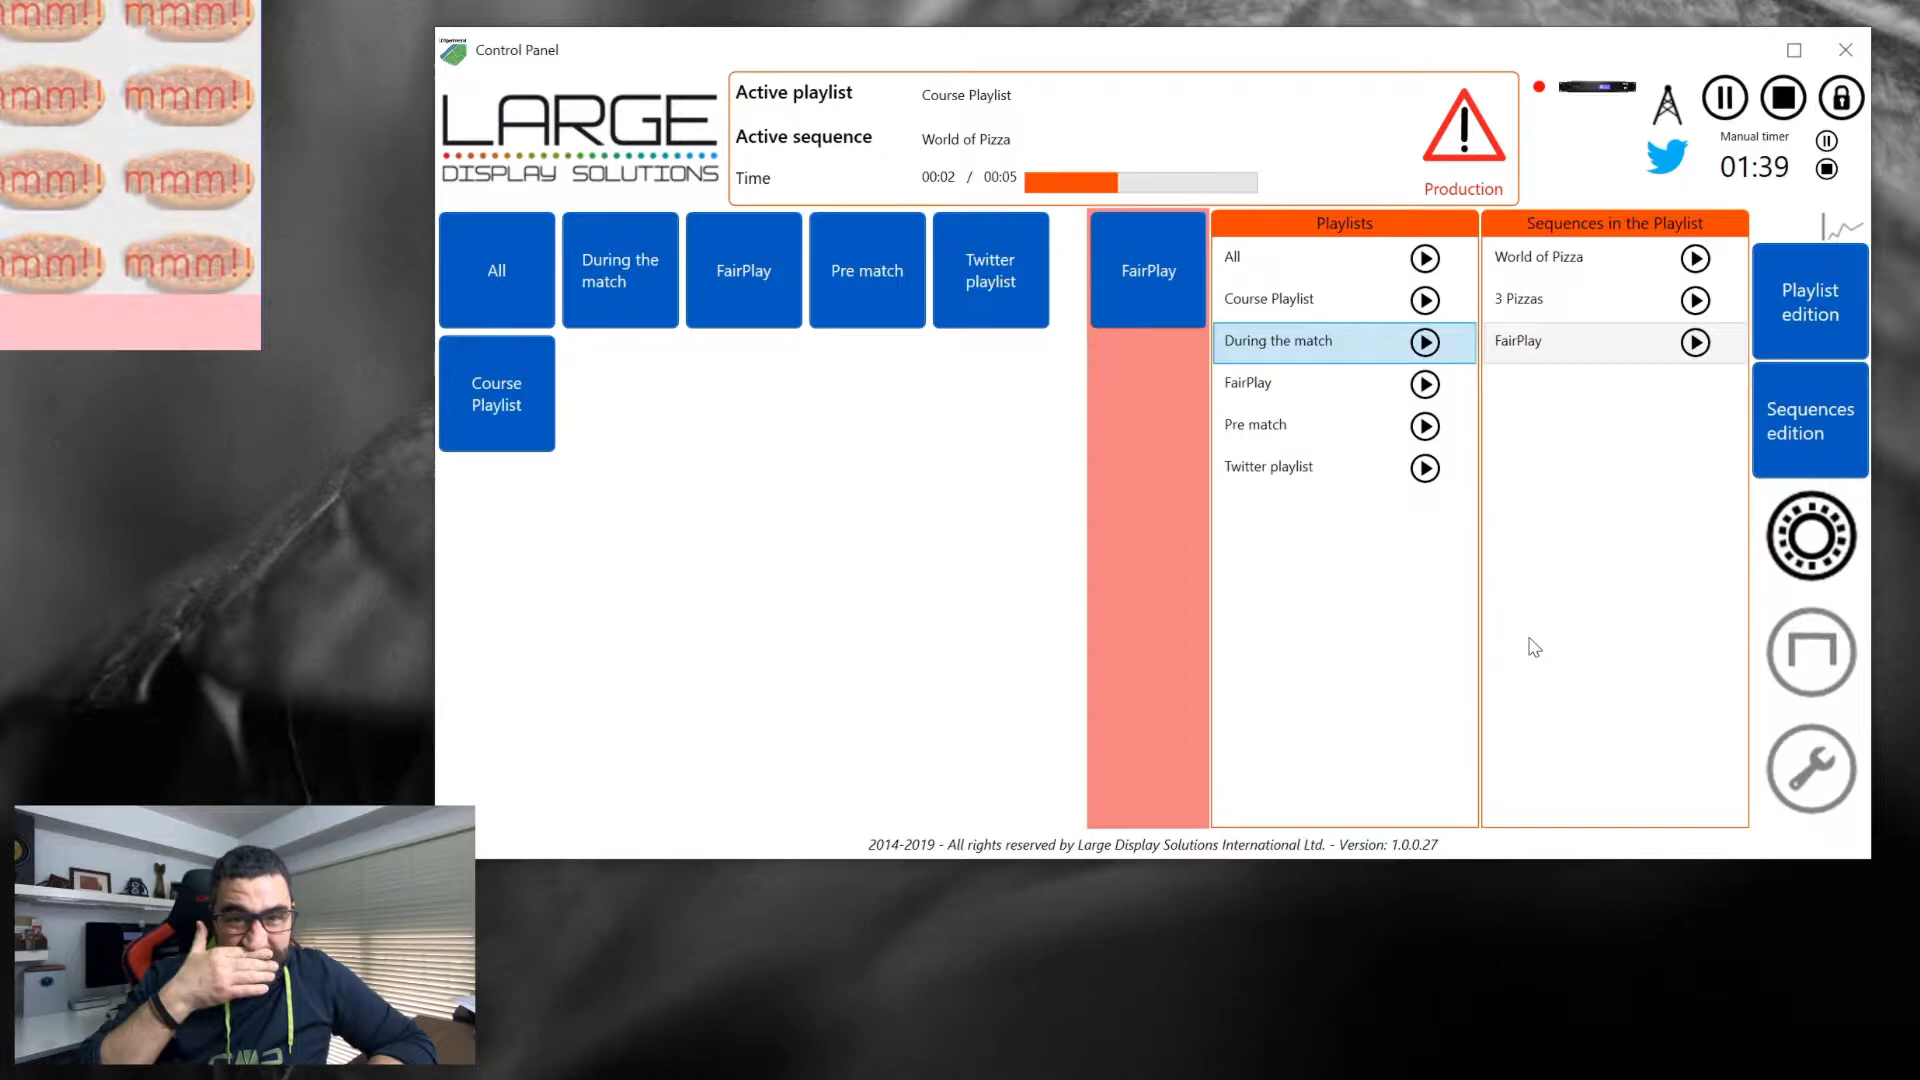 mmm!! mmm!!
mmm!! mmm!!
mmm!! mmm!!
mmm!! mmm!!
Control Panel
LARGE
DISPLAY SOLUTIONS
Active playlist Course Playlist
Active sequence World of Pizza
Time 00:02 / 00:05
Production
Manual timer
01:39
All
During the
match
FairPlay
Pre match
Twitter
playlist
Course
Playlist
FairPlay
Playlists
All
Course Playlist
During the match
FairPlay
Pre match
Twitter playlist
Sequences in the Playlist
World of Pizza
3 Pizzas
FairPlay
Playlist
edition
Sequences
edition
2014-2019 - All rights reserved by Large Display Solutions International Ltd. - Version: 1.0.0.27